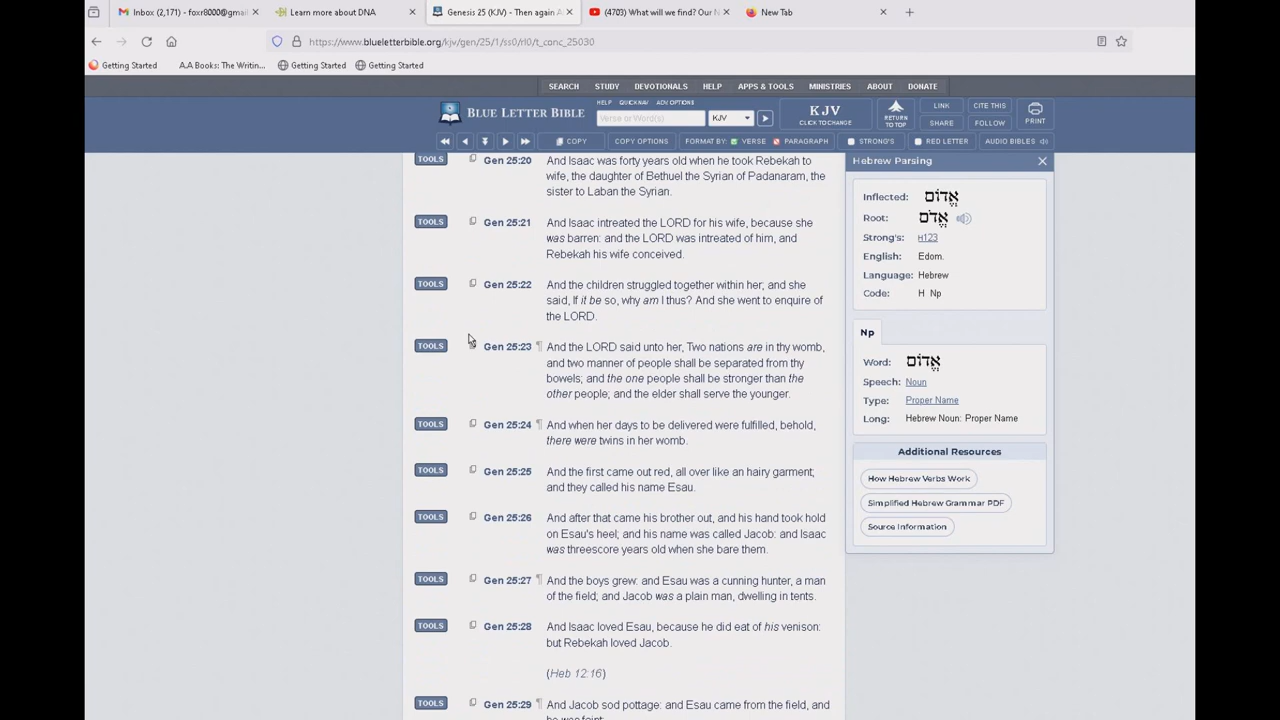 Inbox (2,171) - foxr8000@gmail
Learn more about DNA
Genesis 25 (KJV) - Then again A
(4703) What will we find? Our N
New Tab
https://www.blueletterbible.org/kjv/gen/25/1/ss0/rl0/t_conc_25030
Getting Started
A.A Books: The Writin...
Getting Started
Getting Started
SEARCH STUDY DEVOTIONALS HELP APPS & TOOLS MINISTRIES ABOUT DONATE
BLUE LETTER BIBLE
HELP QUICKNAV ADV OPTIONS
Verse or Word(s)
KJV
KJV
CLICK TO CHANGE
RETURN
TO TOP
LINK
CITE THIS
SHARE
FOLLOW
PRINT
COPY COPY OPTIONS FORMAT BY: VERSE PARAGRAPH STRONG'S RED LETTER AUDIO BIBLES
TOOLS Gen 25:20 And Isaac was forty years old when he took Rebekah to
wife, the daughter of Bethuel the Syrian of Padanaram, the
sister to Laban the Syrian.
TOOLS Gen 25:21 And Isaac intreated the LORD for his wife, because she
was barren: and the LORD was intreated of him, and
Rebekah his wife conceived.
TOOLS Gen 25:22 And the children struggled together within her; and she
said, If it be so, why am I thus? And she went to enquire of
the LORD.
TOOLS Gen 25:23 ¶ And the LORD said unto her, Two nations are in thy womb,
and two manner of people shall be separated from thy
bowels; and the one people shall be stronger than the
other people; and the elder shall serve the younger.
TOOLS Gen 25:24 ¶ And when her days to be delivered were fulfilled, behold,
there were twins in her womb.
TOOLS Gen 25:25 And the first came out red, all over like an hairy garment;
and they called his name Esau.
TOOLS Gen 25:26 And after that came his brother out, and his hand took hold
on Esau's heel; and his name was called Jacob: and Isaac
was threescore years old when she bare them.
TOOLS Gen 25:27 ¶ And the boys grew: and Esau was a cunning hunter, a man
of the field; and Jacob was a plain man, dwelling in tents.
TOOLS Gen 25:28 And Isaac loved Esau, because he did eat of his venison:
but Rebekah loved Jacob.
(Heb 12:16)
TOOLS Gen 25:29 ¶ And Jacob sod pottage: and Esau came from the field, and
he was faint
Hebrew Parsing
Inflected: אֱדוֹם
Root: אֱדֹם
Strong's: H123
English: Edom.
Language: Hebrew
Code: H Np
Np
Word: אֱדוֹם
Speech: Noun
Type: Proper Name
Long: Hebrew Noun: Proper Name
Additional Resources
How Hebrew Verbs Work
Simplified Hebrew Grammar PDF
Source Information